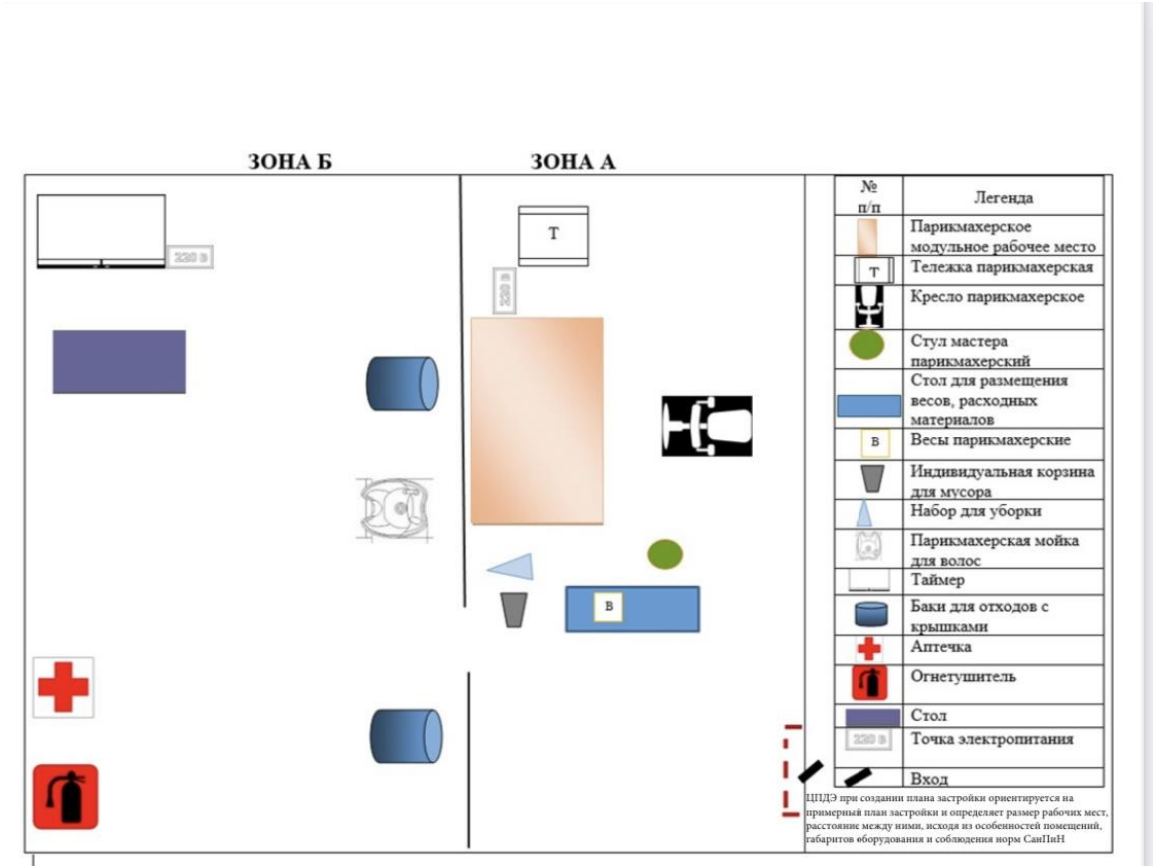 ЗОНА Б
ЗОНА А
220 в
Т
220 в
В
№
п/п
Легенда
Парикмахерское
модульное рабочее место
Т
Тележка парикмахерская
Кресло парикмахерское
Стул мастера
парикмахерский
Стол для размещения
весов, расходных
материалов
В
Весы парикмахерские
Индивидуальная корзина
для мусора
Набор для уборки
Парикмахерская мойка
для волос
Таймер
Баки для отходов с
крышками
Аптечка
Огнетушитель
Стол
220 в
Точка электропитания
Вход
ЦПДЭ при создании плана застройки ориентируется на
примерный план застройки и определяет размер рабочих мест,
расстояние между ними, исходя из особенностей помещений,
габаритов оборудования и соблюдения норм СанПиН